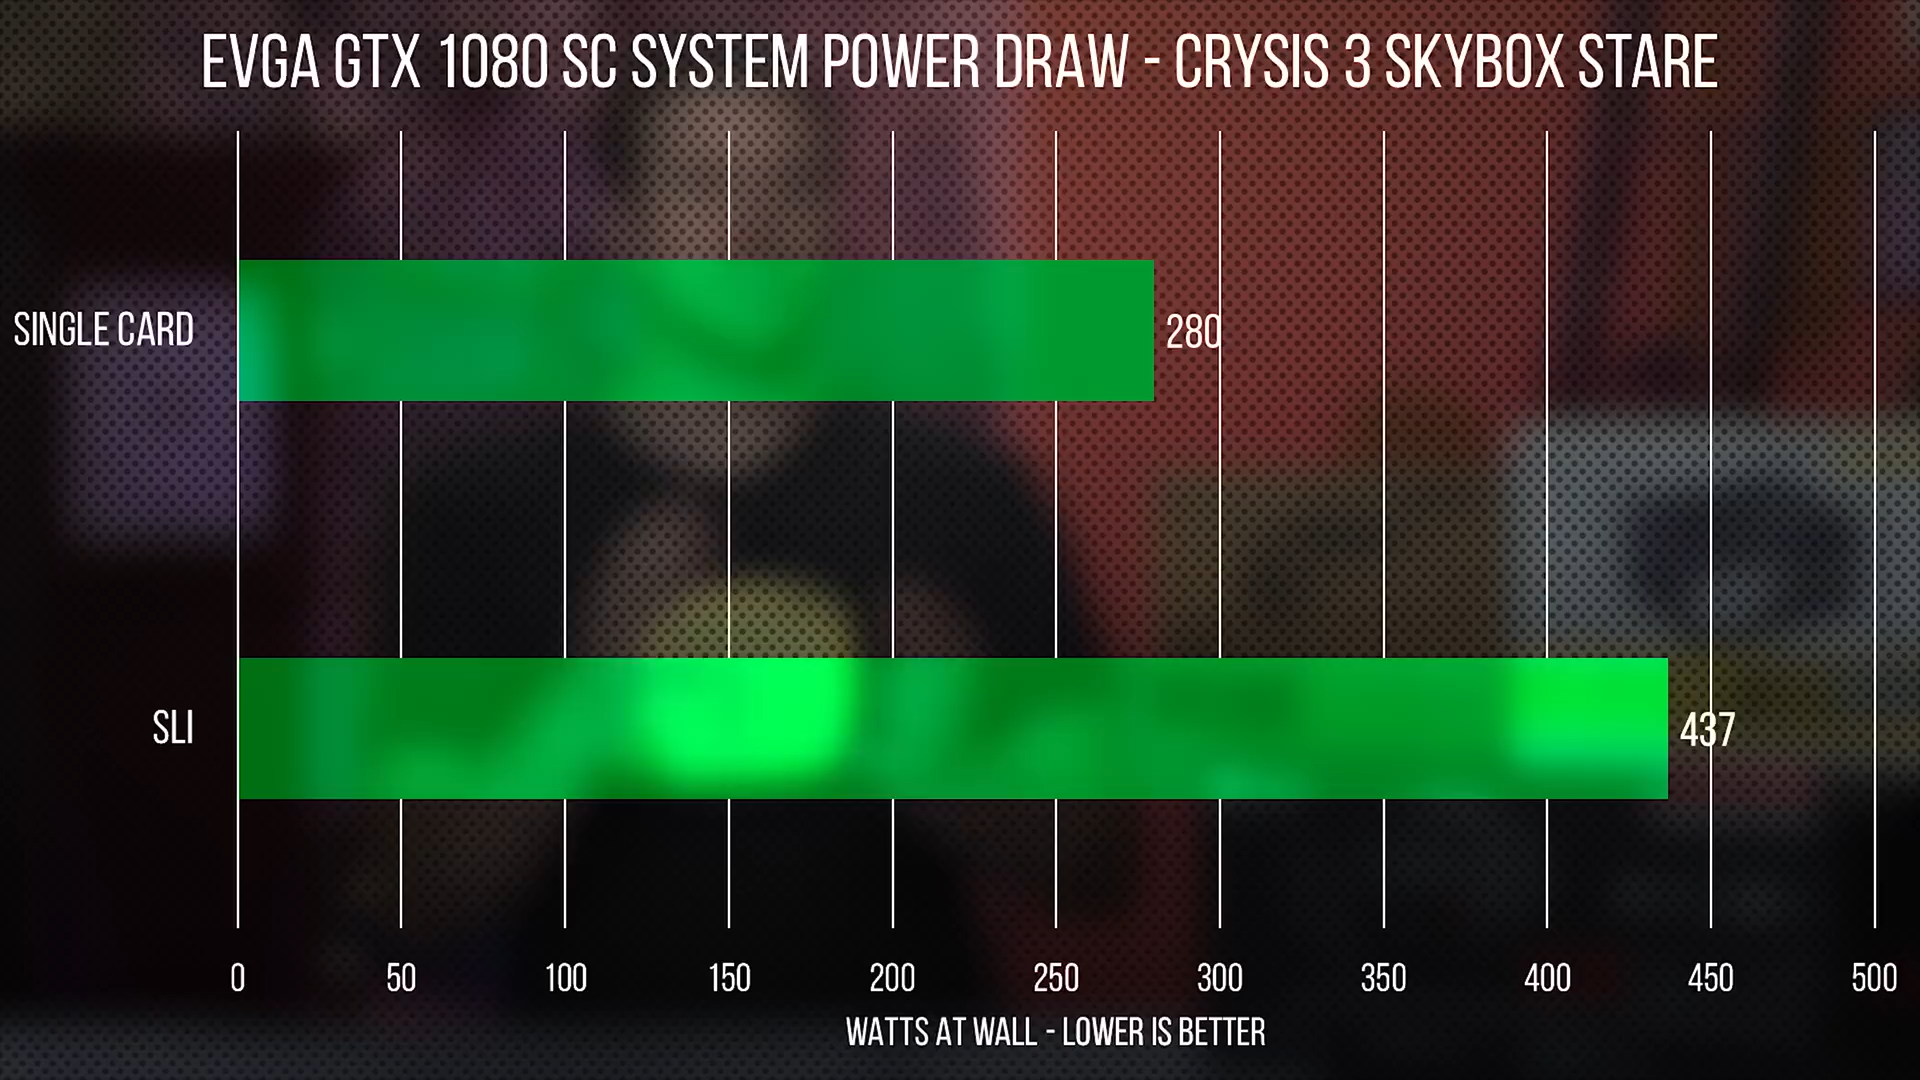 EVGA GTX 1080 SC SYSTEM POWER DRAW - CRYSIS 3 SKYBOX STARE
SINGLE CARD
280
SLI
437
0 50 100 150 200 250 300 350 400 450 500
WATTS AT WALL - LOWER IS BETTER